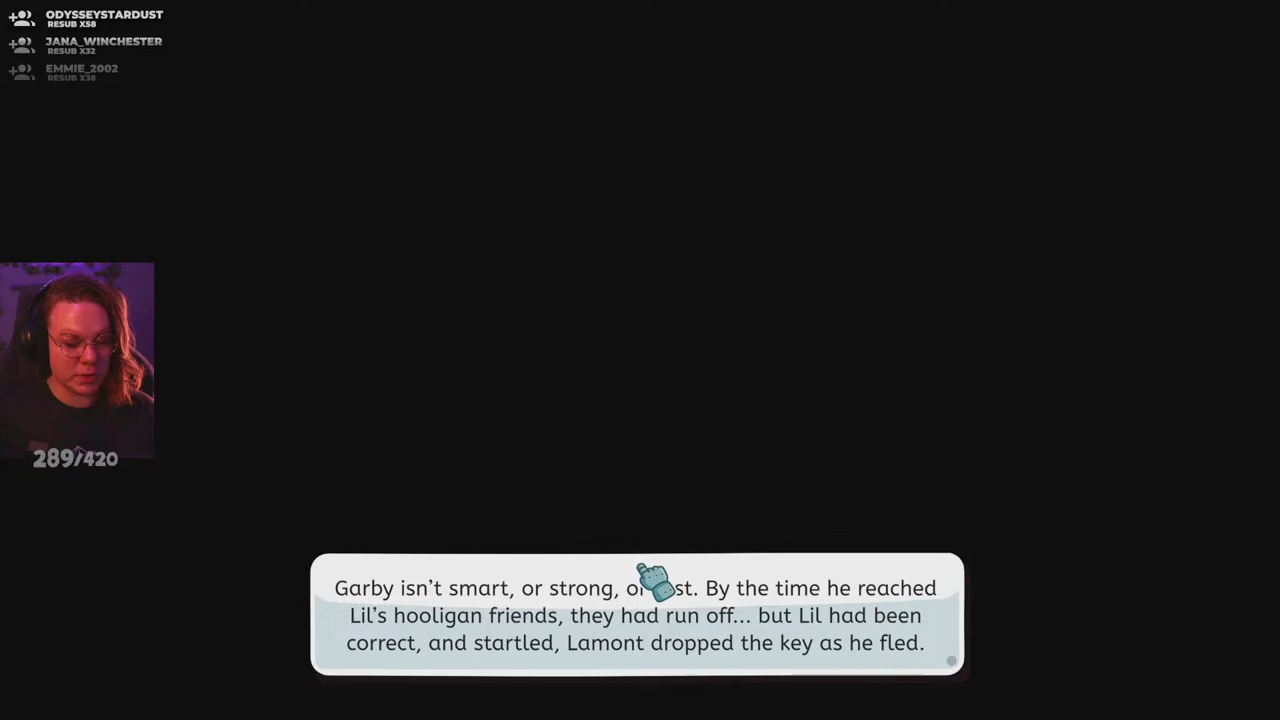 ODYSSEYSTARDUST
RESUB X58
JANA_WINCHESTER
RESUB X32
EMMIE_2002
RESUB X38
289/420
Garby isn't smart, or strong, or By the time he reached
Lil's hooligan friends, they had run off... but Lil had been
correct, and startled, Lamont dropped the key as he fled.